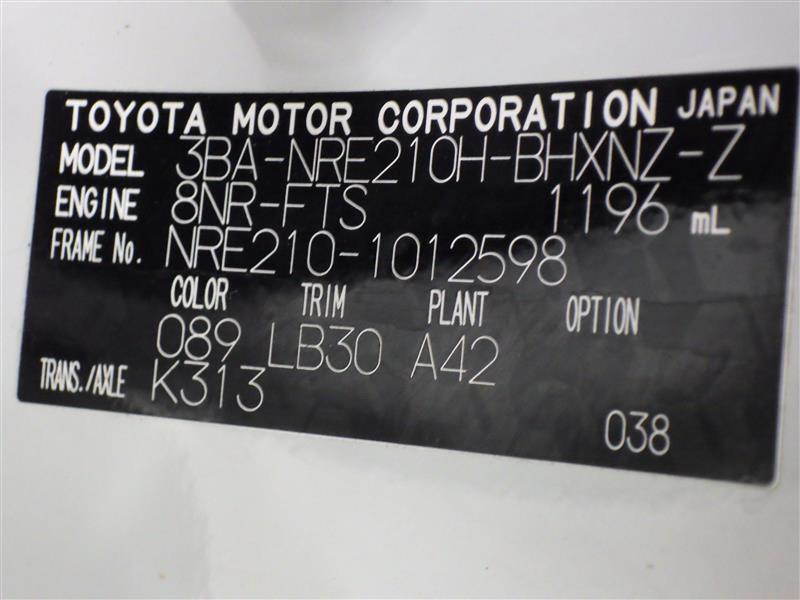 TOYOTA MOTOR CORPORATION JAPAN
MODEL 3BA-NRE210H-BHXNZ-Z
ENGINE 8NR-FTS 1196 mL
FRAME No. NRE210-1012598
COLOR TRIM PLANT OPTION
089 LB30 A42
TRANS./AXLE K313
038